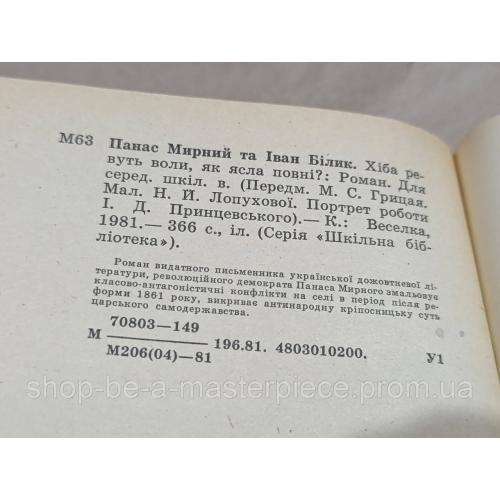 М63 Панас Мирний та Іван Білик. Хіба ре-
вуть воли, як ясла повні?: Роман. Для
серед. шкіл. в. (Передм. М. С. Грицая.
Мал. Н. Й. Лопухової. Портрет роботи
І. Д. Принцевського).— К.: Веселка,
1981.— 366 с., іл. (Серія «Шкільна біб-
ліотека»).
Роман видатного письменника української дожовтневої лі-
тератури, революційного демократа Панаса Мирного змальовує
класово-антагоністичні конфлікти на селі в період після ре-
форми 1861 року, викриває антинародну кріпосницьку суть
царського самодержавства.
70803—149
М 196.81. 4803010200. У1
М206(04)—81
shop-be-a-masterpiece.prom.ua